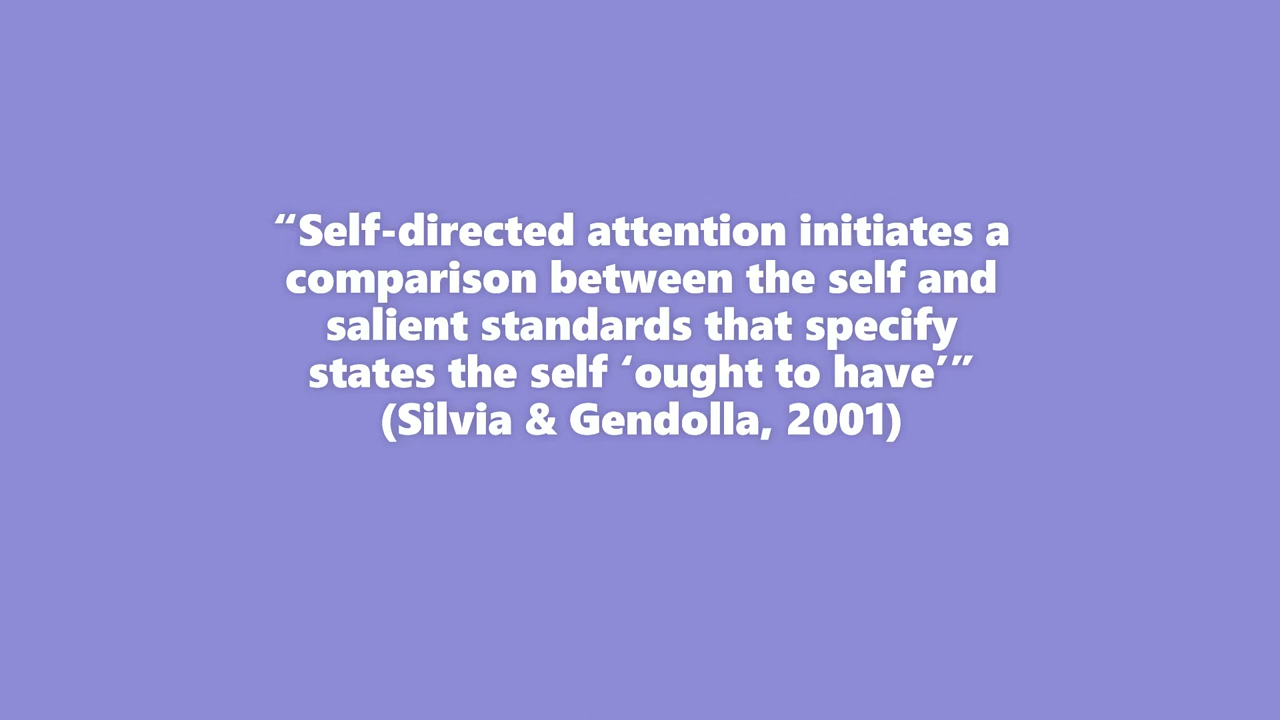 “Self-directed attention initiates a
comparison between the self and
salient standards that specify
states the self ‘ought to have’”
(Silvia & Gendolla, 2001)